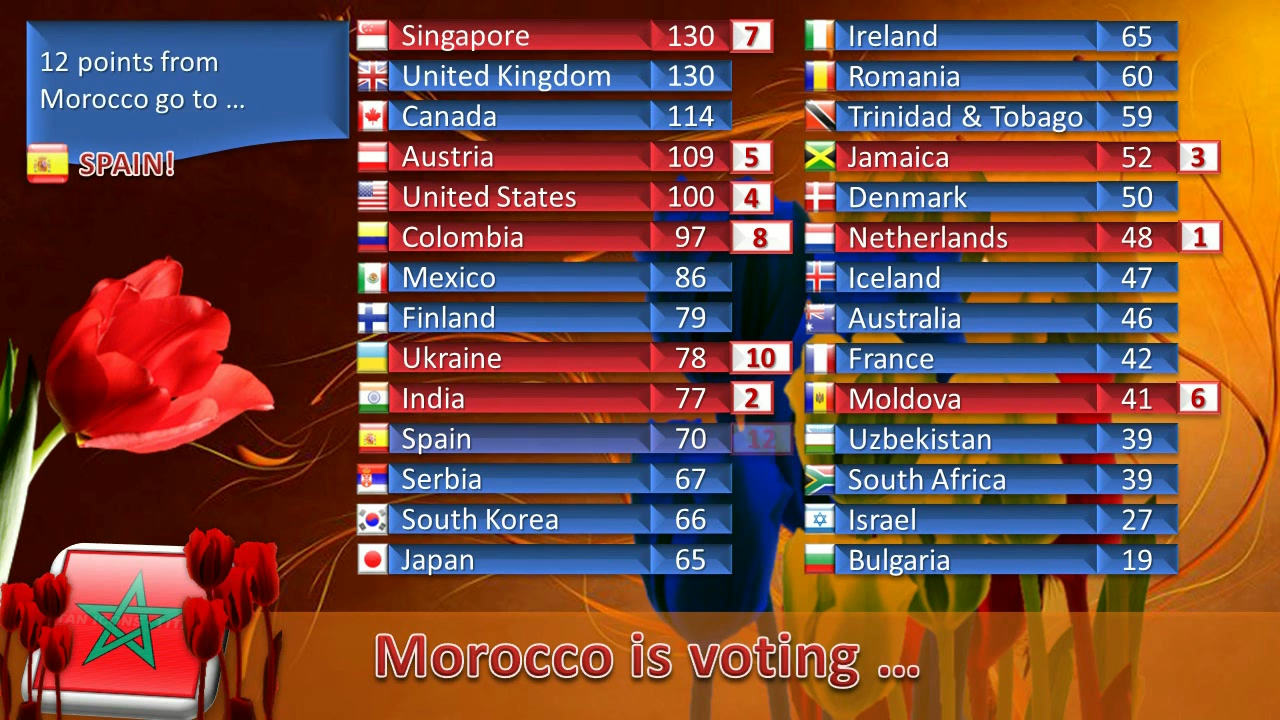 12 points from
Morocco go to ...
SPAIN!
Singapore 130 7
United Kingdom 130
Canada 114
Austria 109 5
United States 100 4
Colombia 97 8
Mexico 86
Finland 79
Ukraine 78 10
India 77 2
Spain 70 12
Serbia 67
South Korea 66
Japan 65
Ireland 65
Romania 60
Trinidad & Tobago 59
Jamaica 52 3
Denmark 50
Netherlands 48 1
Iceland 47
Australia 46
France 42
Moldova 41 6
Uzbekistan 39
South Africa 39
Israel 27
Bulgaria 19
Morocco is voting ...